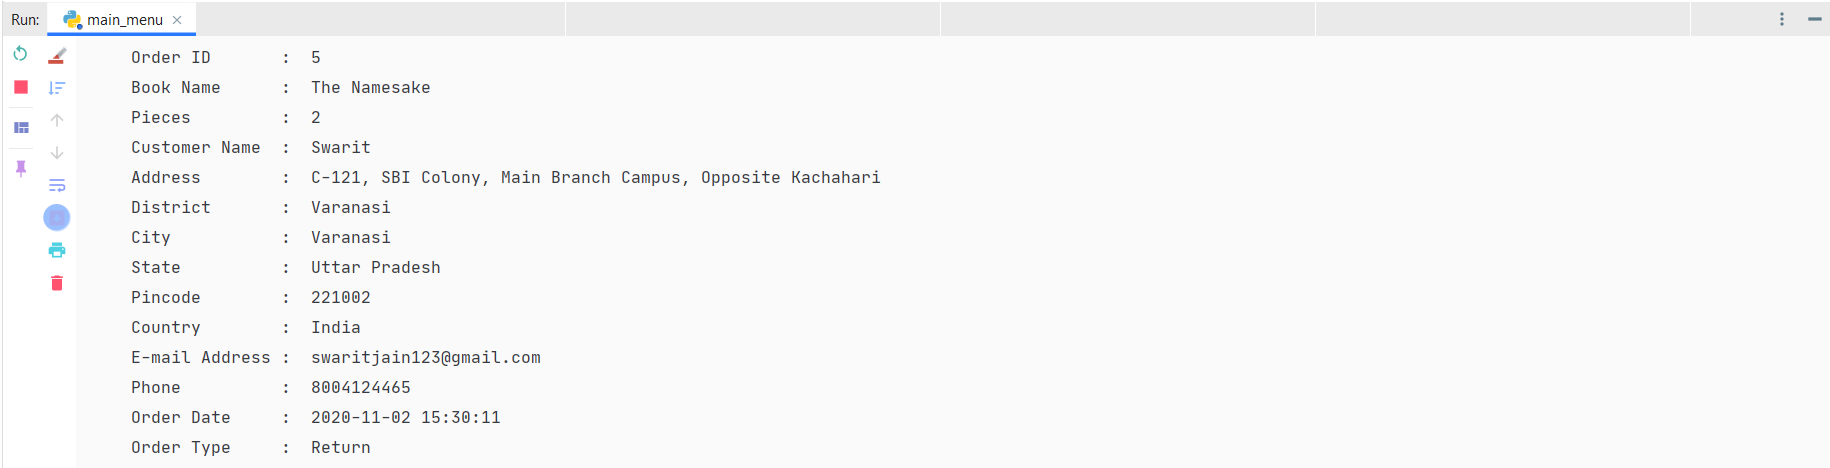 Run: main_menu
Order ID : 5
Book Name : The Namesake
Pieces : 2
Customer Name : Swarit
Address : C-121, SBI Colony, Main Branch Campus, Opposite Kachahari
District : Varanasi
City : Varanasi
State : Uttar Pradesh
Pincode : 221002
Country : India
E-mail Address : swaritjain123@gmail.com
Phone : 8004124465
Order Date : 2020-11-02 15:30:11
Order Type : Return